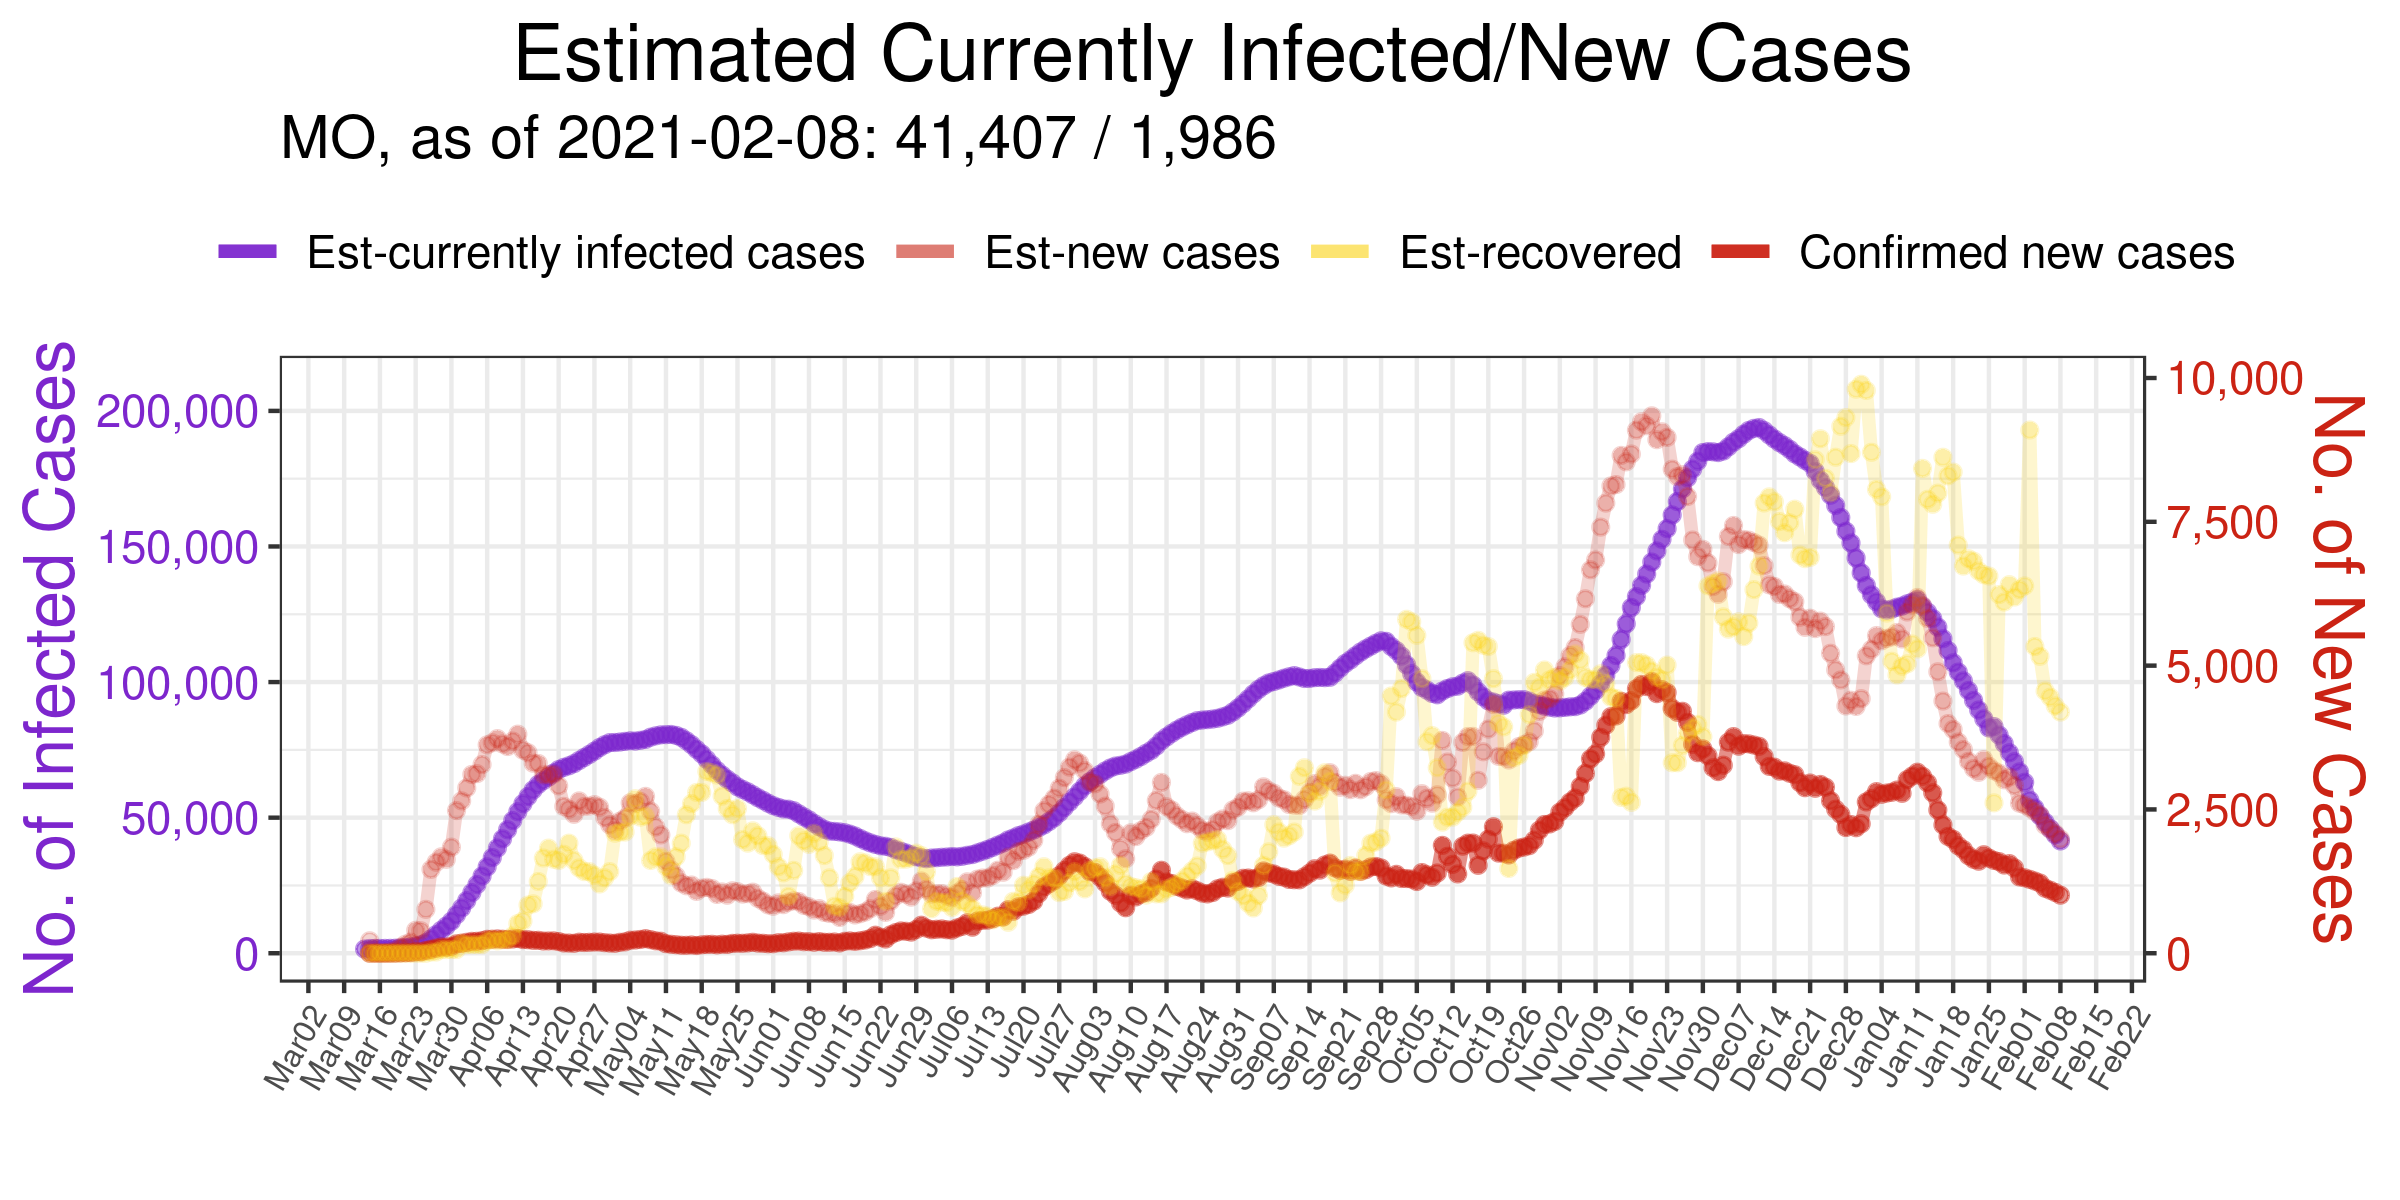 Estimated Currently Infected/New Cases
MO, as of 2021-02-08: 41,407 / 1,986
Est-currently infected cases
Est-new cases
Est-recovered
Confirmed new cases
No. of Infected Cases
200,000
150,000
100,000
50,000
0
10,000
7,500
5,000
2,500
0
No. of New Cases
Mar02
Mar09
Mar16
Mar23
Mar30
Apr06
Apr13
Apr20
Apr27
May04
May11
May18
May25
Jun01
Jun08
Jun15
Jun22
Jun29
Jul06
Jul13
Jul20
Jul27
Aug03
Aug10
Aug17
Aug24
Aug31
Sep07
Sep14
Sep21
Sep28
Oct05
Oct12
Oct19
Oct26
Nov02
Nov09
Nov16
Nov23
Nov30
Dec07
Dec14
Dec21
Dec28
Jan04
Jan11
Jan18
Jan25
Feb01
Feb08
Feb15
Feb22